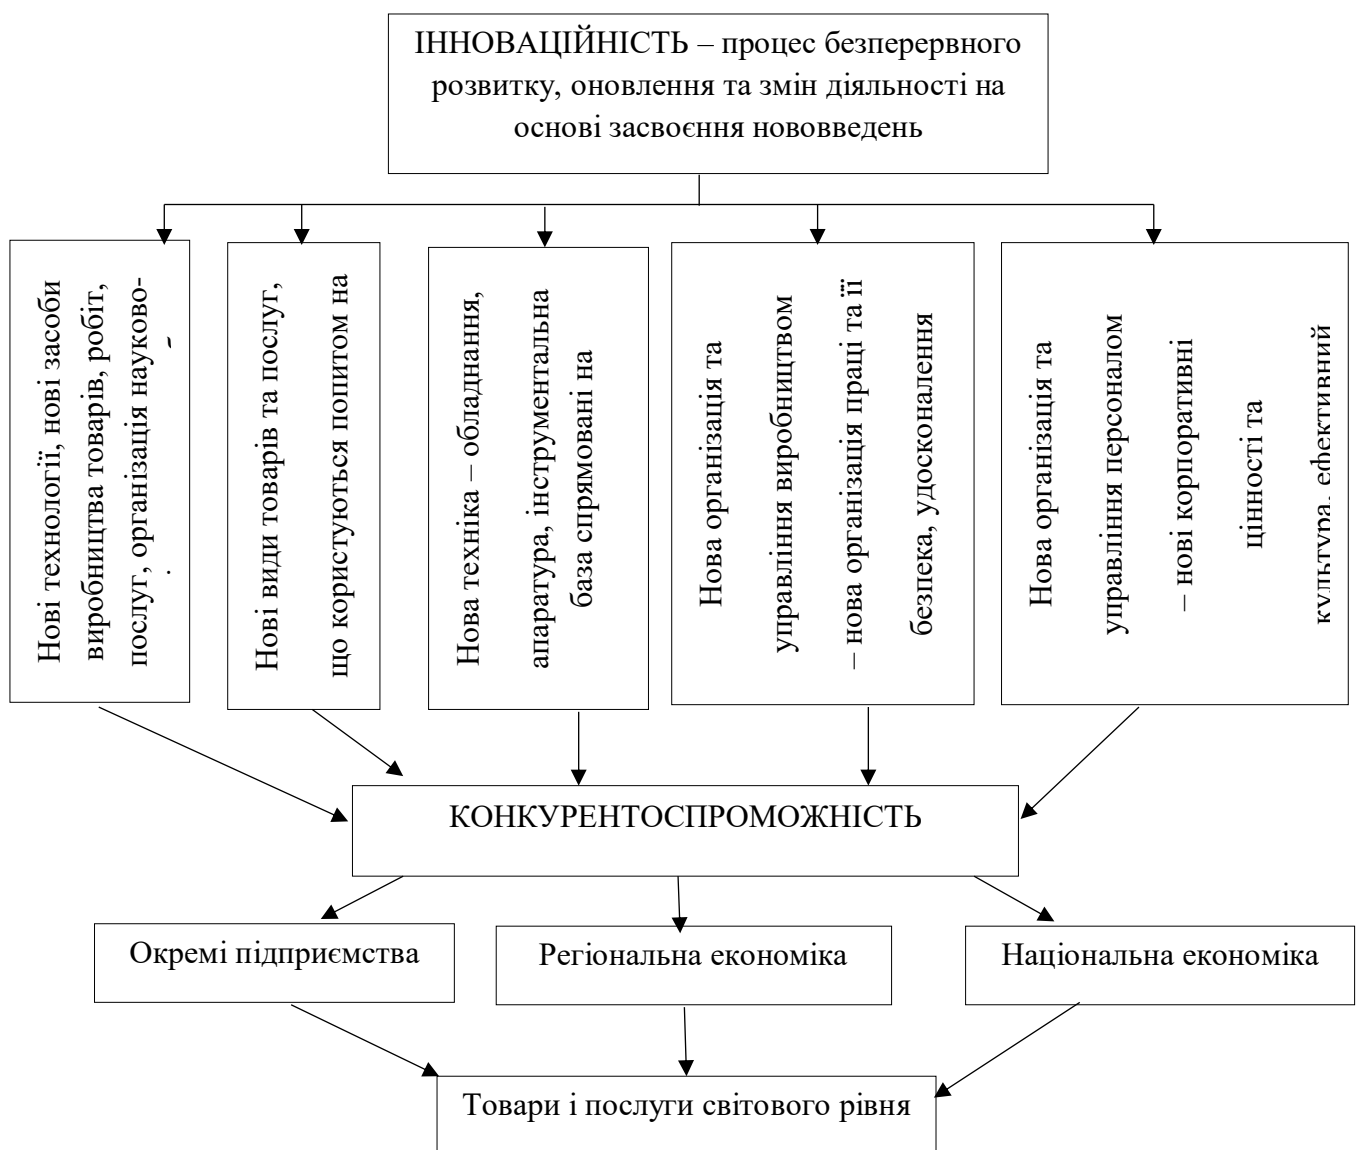 ІННОВАЦІЙНІСТЬ – процес безперервного
розвитку, оновлення та змін діяльності на
основі засвоєння нововведень
Нові технології, нові засоби
виробництва товарів, робіт,
послуг, організація науково-
Нові види товарів та послуг,
що користуються попитом на
Нова техніка – обладнання,
апаратура, інструментальна
база спрямовані на
Нова організація та
управління виробництвом
– нова організація праці та її
безпека, удосконалення
Нова організація та
управління персоналом
– нові корпоративні
цінності та
культура, ефективний
КОНКУРЕНТОСПРОМОЖНІСТЬ
Окремі підприємства
Регіональна економіка
Національна економіка
Товари і послуги світового рівня